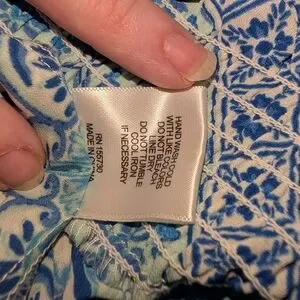 HAND WASH COLD
WITH LIKE COLORS
DO NOT BLEACH
LINE DRY
DO NOT TUMBLE
COOL IRON
IF NECESSARY
RN 155730
MADE IN